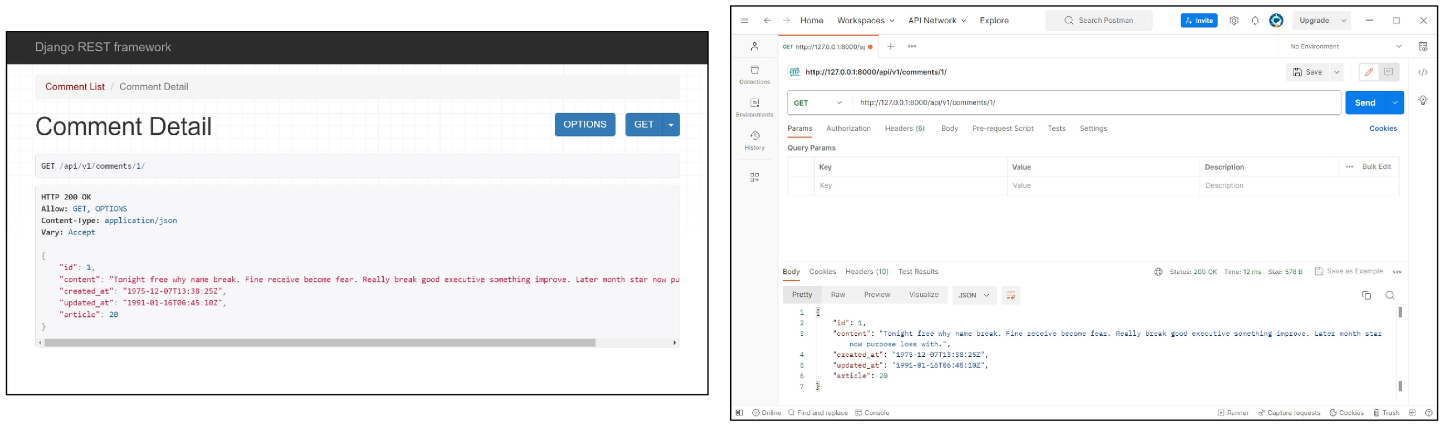 Django REST framework
Comment List / Comment Detail
Comment Detail
OPTIONS GET
GET /api/v1/comments/1/
HTTP 200 OK
Allow: GET, OPTIONS
Content-Type: application/json
Vary: Accept
{
"id": 1,
"content": "Tonight free why name break. Fine receive become fear. Really break good executive something improve. Later month star now pu
"created_at": "1975-12-07T13:38:25Z",
"updated_at": "1991-01-16T06:45:10Z",
"article": 20
}
Home Workspaces API Network Explore Search Postman Invite Upgrade
GET http://127.0.0.1:8000/ap No Environment
http://127.0.0.1:8000/api/v1/comments/1/ Save
GET http://127.0.0.1:8000/api/v1/comments/1/ Send
Params Authorization Headers (6) Body Pre-request Script Tests Settings Cookies
Query Params
Key Value Description Bulk Edit
Key Value Description
Collections
Environments
History
Body Cookies Headers (10) Test Results Status: 200 OK Time: 12 ms Size: 578 B Save as Example
Pretty Raw Preview Visualize JSON
1 {
2 "id": 1,
3 "content": "Tonight free why name break. Fine receive become fear. Really break good executive something improve. Later month star
now purpose loss with.",
4 "created_at": "1975-12-07T13:38:25Z",
5 "updated_at": "1991-01-16T06:45:10Z",
6 "article": 20
7 }
Online Find and replace Console Runner Capture requests Cookies Trash